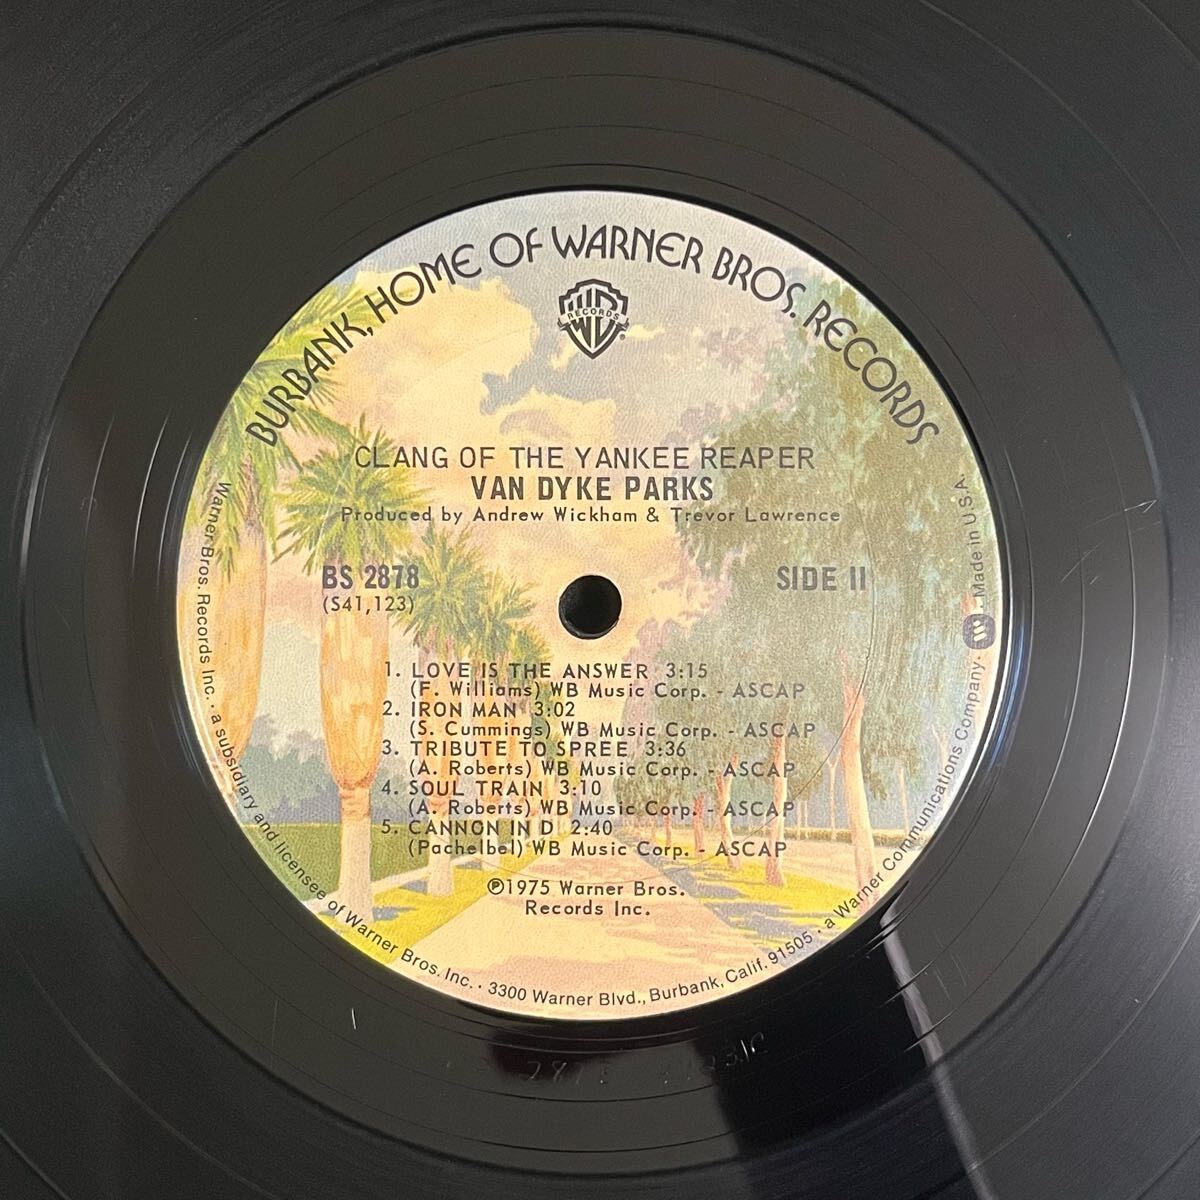 BURBANK, HOME OF WARNER BROS. RECORDS
WB
RECORDS
®
CLANG OF THE YANKEE REAPER
VAN DYKE PARKS
Produced by Andrew Wickham & Trevor Lawrence
BS 2878
(S41,123)
SIDE II
1. LOVE IS THE ANSWER 3:15
(F. Williams) WB Music Corp. - ASCAP
2. IRON MAN 3:02
(S. Cummings) WB Music Corp. - ASCAP
3. TRIBUTE TO SPREE 3:36
(A. Roberts) WB Music Corp. - ASCAP
4. SOUL TRAIN 3:10
(A. Roberts) WB Music Corp. - ASCAP
5. CANNON IN D 2:40
(Pachelbel) WB Music Corp. - ASCAP
℗1975 Warner Bros.
Records Inc.
Warner Bros. Records Inc. · a subsidiary and licensee of Warner Bros. Inc. · 3300 Warner Blvd., Burbank, Calif. 91505 · a Warner Communications Company · Made in U.S.A.